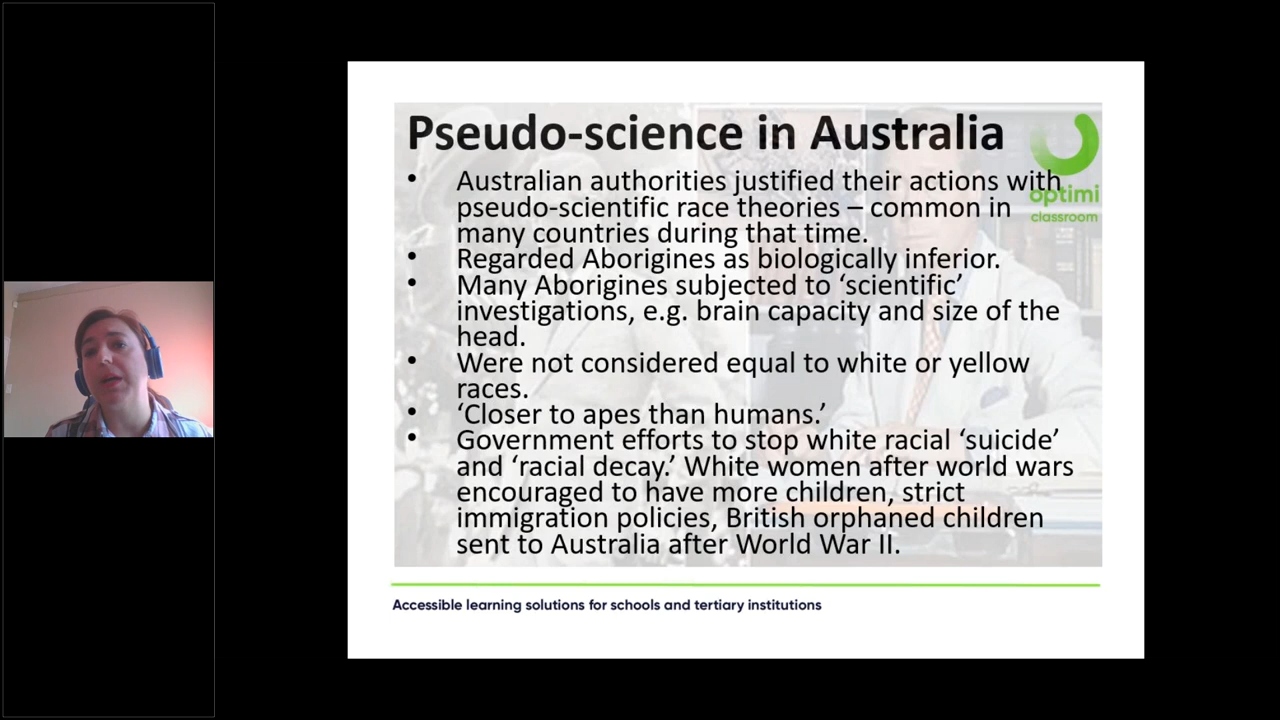 Pseudo-science in Australia
• Australian authorities justified their actions with
pseudo-scientific race theories – common in
many countries during that time.
• Regarded Aborigines as biologically inferior.
• Many Aborigines subjected to ‘scientific’
investigations, e.g. brain capacity and size of the
head.
• Were not considered equal to white or yellow
races.
• ‘Closer to apes than humans.’
• Government efforts to stop white racial ‘suicide’
and ‘racial decay.’ White women after world wars
encouraged to have more children, strict
immigration policies, British orphaned children
sent to Australia after World War II.
optimi
classroom
Accessible learning solutions for schools and tertiary institutions